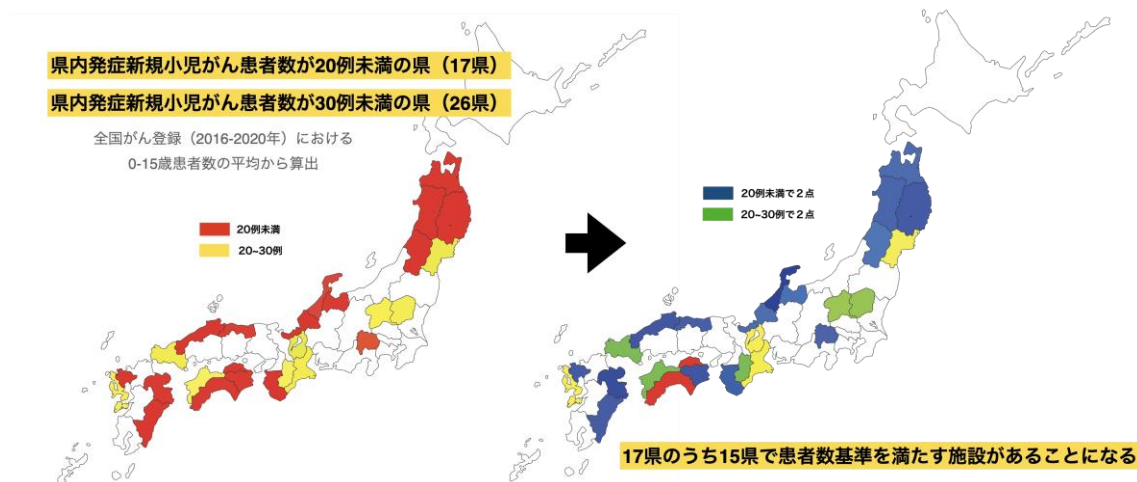 県内発症新規小児がん患者数が20例未満の県（17県）
県内発症新規小児がん患者数が30例未満の県（26県）
全国がん登録（2016-2020年）における
0-15歳患者数の平均から算出
20例未満
20~30例
20例未満で２点
20~30例で２点
17県のうち15県で患者数基準を満たす施設があることになる